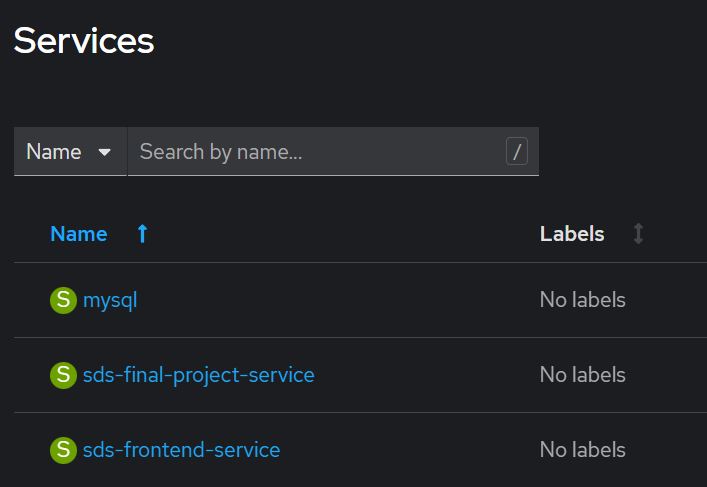 Services
Name Search by name... /
Name Labels
S mysql No labels
S sds-final-project-service No labels
S sds-frontend-service No labels